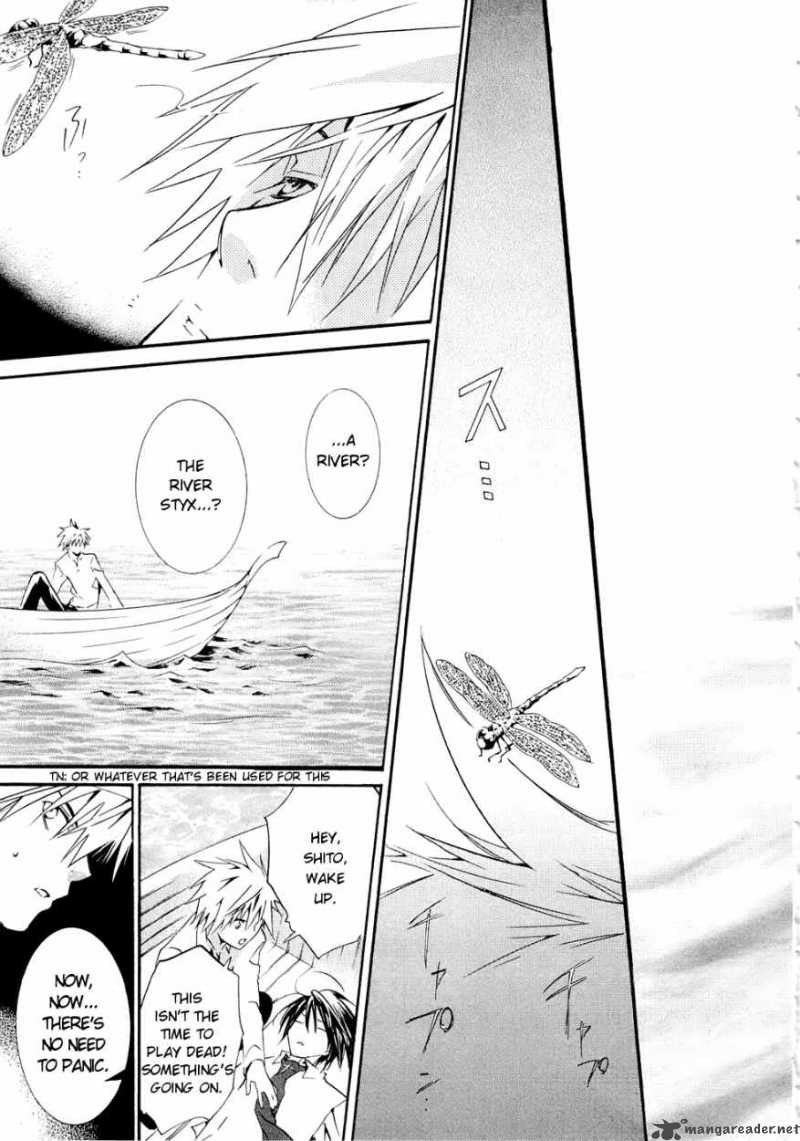 ス…
チャプ
チャプン…
…A
RIVER?
THE
RIVER
STYX…?
TN: OR WHATEVER THAT'S BEEN USED FOR THIS
HEY,
SHITO,
WAKE
UP.
THIS
ISN'T THE
TIME TO
PLAY DEAD!
SOMETHING'S
GOING ON.
NOW,
NOW...
THERE'S
NO NEED
TO PANIC.
mangareader.net